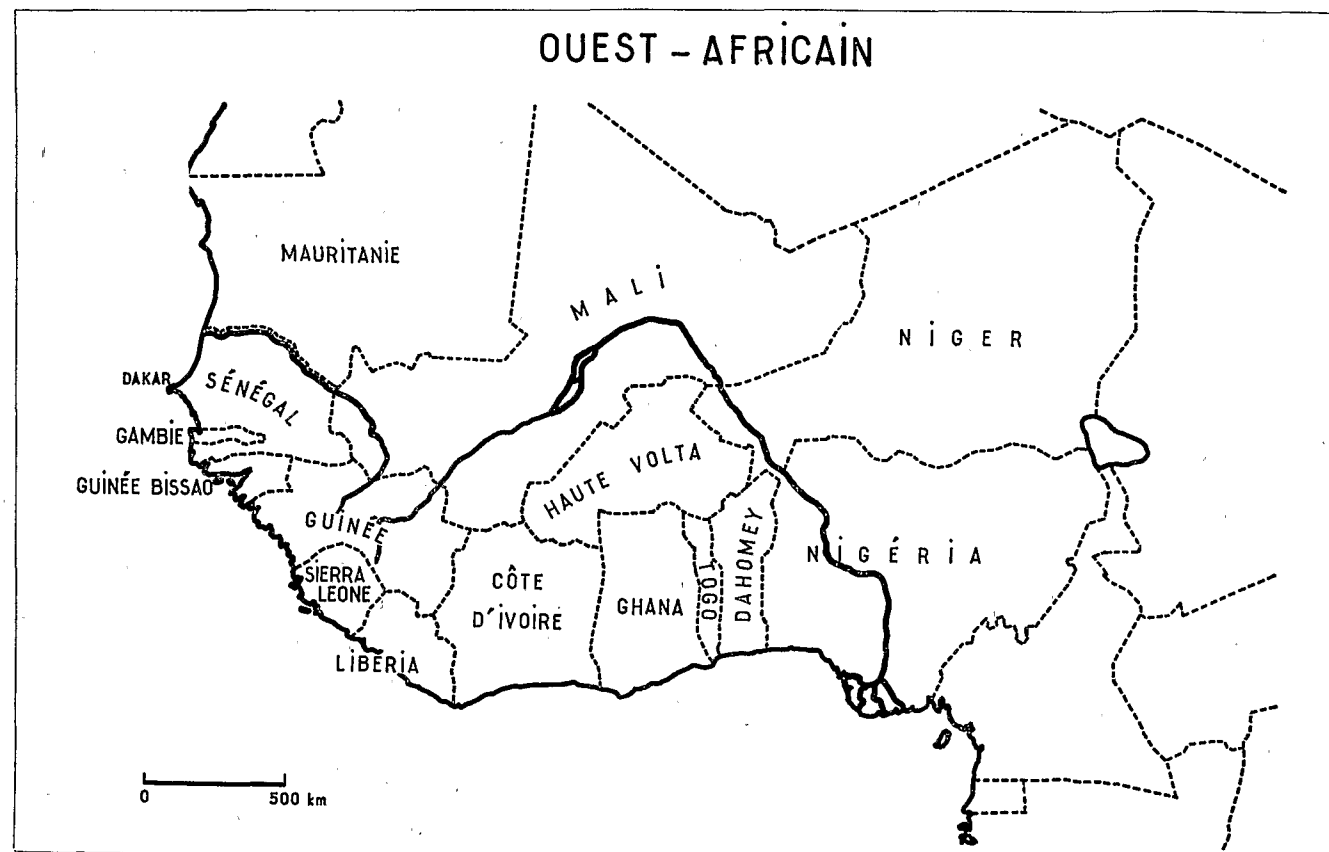 OUEST – AFRICAIN
MAURITANIE
MALI
NIGER
DAKAR
SÉNÉGAL
GAMBIE
GUINÉE BISSAO
HAUTE VOLTA
GUINÉE
SIERRA
LEONE
CÔTE
D'IVOIRE
GHANA
TOGO
DAHOMEY
NIGÉRIA
LIBÉRIA
0 500 km